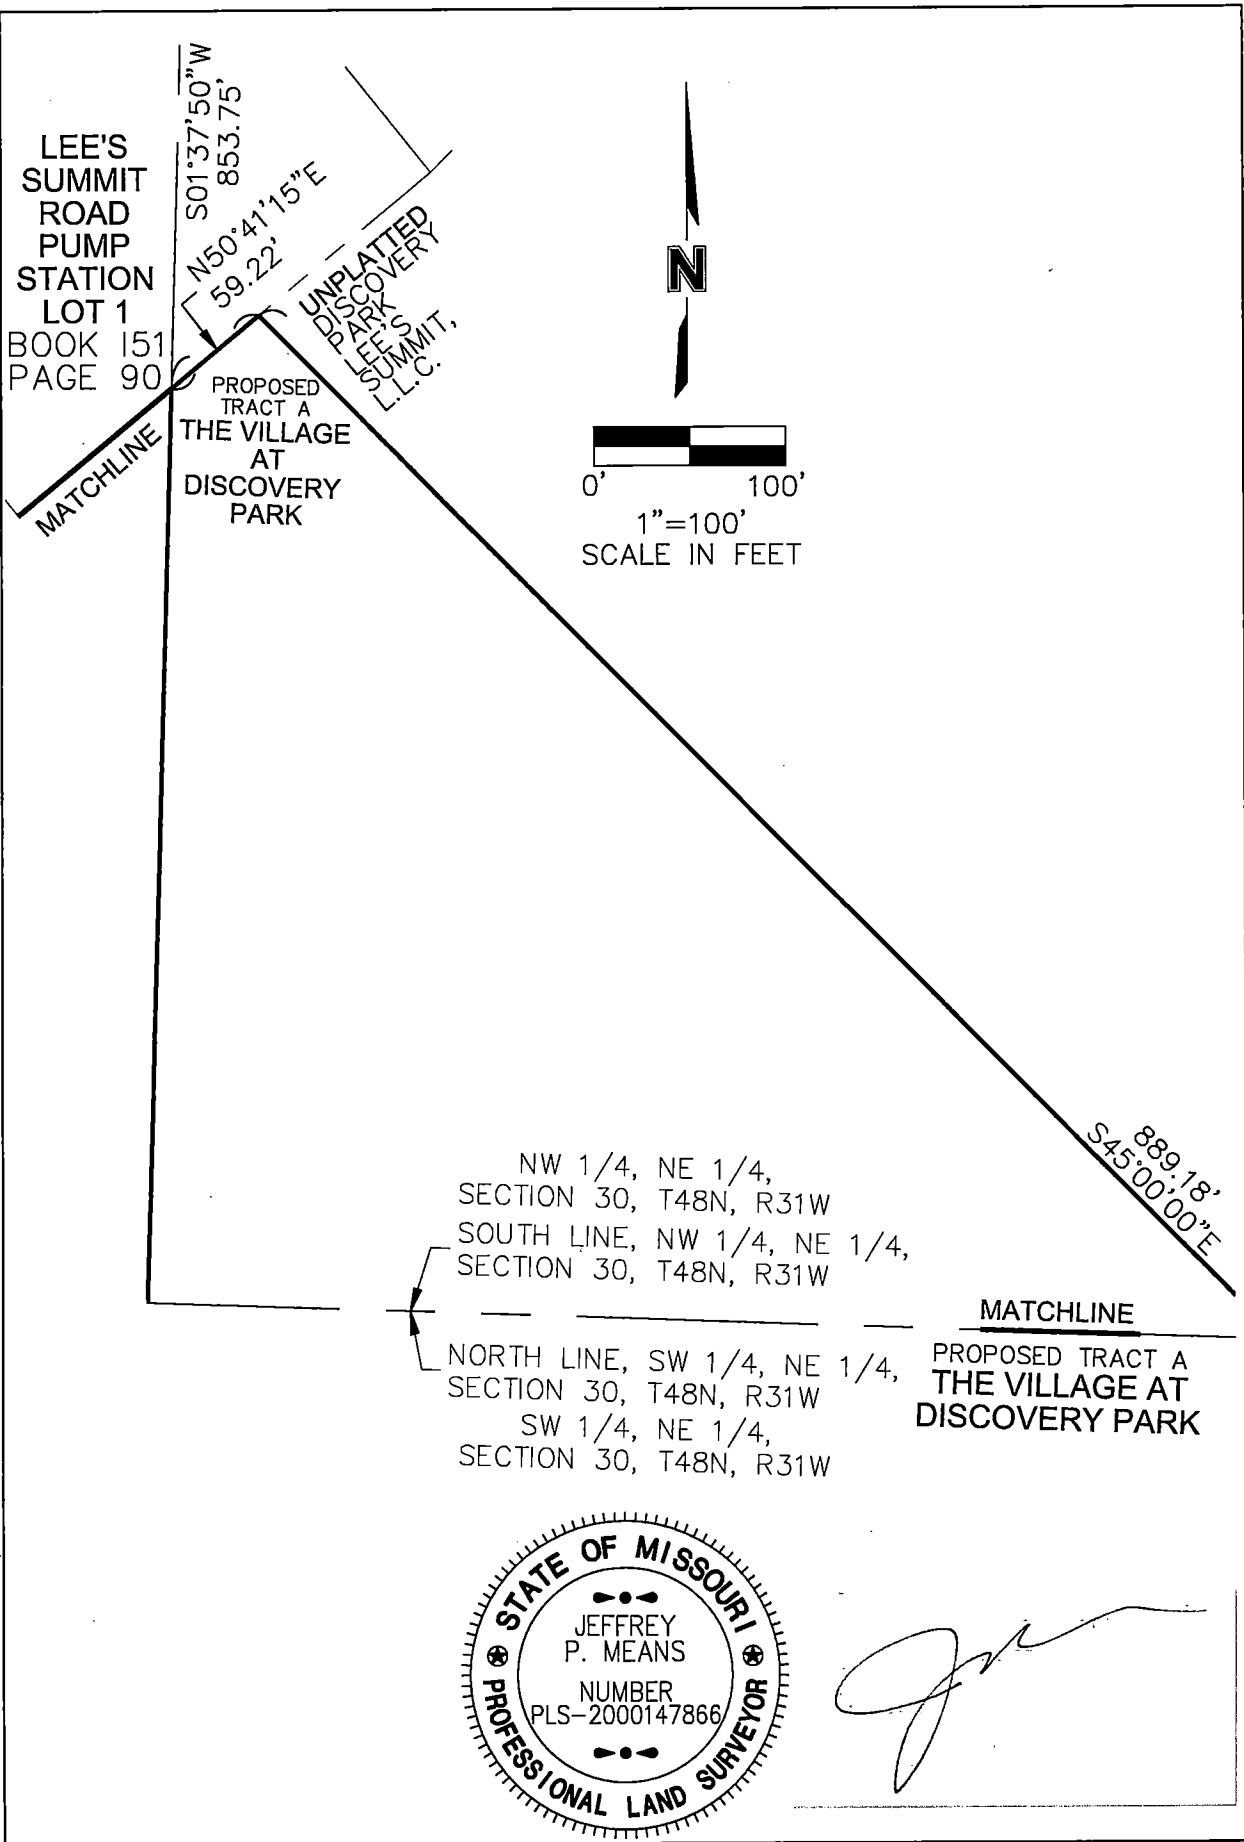 S01°37'50"W
853.75'
LEE'S
SUMMIT
ROAD
PUMP
STATION
LOT 1
BOOK I51
PAGE 90
N50°41'15"E
59.22'
UNPLATTED
DISCOVERY
PARK
LEE'S
SUMMIT,
L.L.C.
N
PROPOSED
TRACT A
THE VILLAGE
AT
DISCOVERY
PARK
MATCHLINE
0' 100'
1"=100'
SCALE IN FEET
889.18'
S45°00'00"E
NW 1/4, NE 1/4,
SECTION 30, T48N, R31W
SOUTH LINE, NW 1/4, NE 1/4,
SECTION 30, T48N, R31W
MATCHLINE
NORTH LINE, SW 1/4, NE 1/4,
SECTION 30, T48N, R31W
SW 1/4, NE 1/4,
SECTION 30, T48N, R31W
PROPOSED TRACT A
THE VILLAGE AT
DISCOVERY PARK
STATE OF MISSOURI
JEFFREY
P. MEANS
NUMBER
PLS-2000147866
PROFESSIONAL LAND SURVEYOR